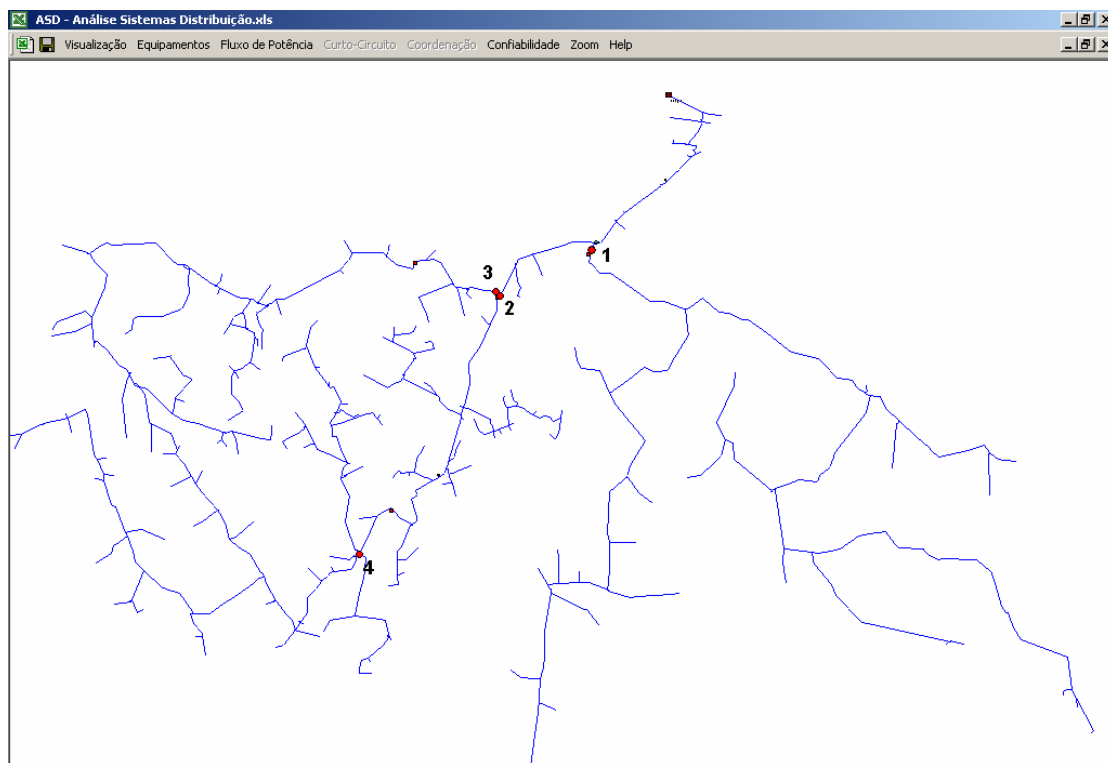 ASD - Análise Sistemas Distribuição.xls
Visualização Equipamentos Fluxo de Potência Curto-Circuito Coordenação Confiabilidade Zoom Help
1
3
2
4